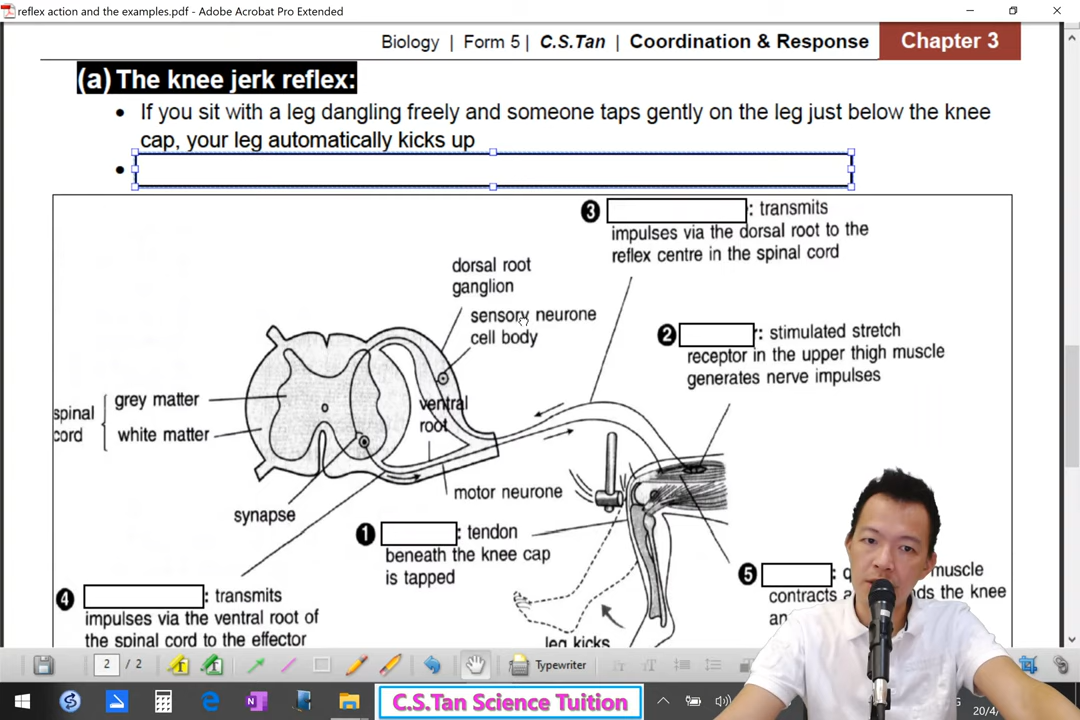 reflex action and the examples.pdf - Adobe Acrobat Pro Extended
Biology | Form 5 | C.S.Tan | Coordination & Response
Chapter 3
(a) The knee jerk reflex:
• If you sit with a leg dangling freely and someone taps gently on the leg just below the knee
cap, your leg automatically kicks up
•
3 : transmits
impulses via the dorsal root to the
reflex centre in the spinal cord
dorsal root
ganglion
sensory neurone
cell body
2 : stimulated stretch
receptor in the upper thigh muscle
generates nerve impulses
grey matter
spinal
cord
white matter
ventral
root
motor neurone
synapse
1 : tendon
beneath the knee cap
is tapped
5 : muscle
contracts the knee
4 : transmits
impulses via the ventral root of
the spinal cord to the effector
leg kicks
2 / 2
Typewriter
C.S.Tan Science Tuition
20/4/